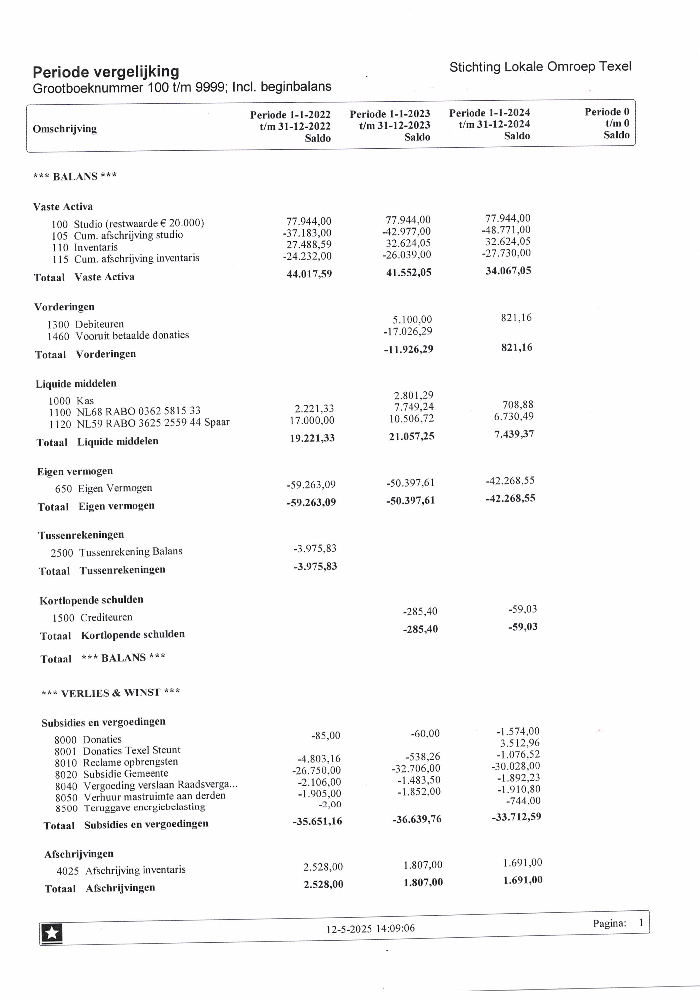 Periode vergelijking
Stichting Lokale Omroep Texel
Grootboeknummer 100 t/m 9999; Incl. beginbalans
Omschrijving
Periode 1-1-2022 Periode 1-1-2023 Periode 1-1-2024 Periode 0
t/m 31-12-2022 t/m 31-12-2023 t/m 31-12-2024 t/m 0
Saldo Saldo Saldo Saldo
*** BALANS ***
Vaste Activa
100 Studio (restwaarde € 20.000) 77.944,00 77.944,00 77.944,00
105 Cum. afschrijving studio -37.183,00 -42.977,00 -48.771,00
110 Inventaris 27.488,59 32.624,05 32.624,05
115 Cum. afschrijving inventaris -24.232,00 -26.039,00 -27.730,00
Totaal Vaste Activa 44.017,59 41.552,05 34.067,05
Vorderingen
1300 Debiteuren 5.100,00 821,16
1460 Vooruit betaalde donaties -17.026,29
Totaal Vorderingen -11.926,29 821,16
Liquide middelen
1000 Kas 2.801,29
1100 NL68 RABO 0362 5815 33 2.221,33 7.749,24 708,88
1120 NL59 RABO 3625 2559 44 Spaar 17.000,00 10.506,72 6.730,49
Totaal Liquide middelen 19.221,33 21.057,25 7.439,37
Eigen vermogen
650 Eigen Vermogen -59.263,09 -50.397,61 -42.268,55
Totaal Eigen vermogen -59.263,09 -50.397,61 -42.268,55
Tussenrekeningen
2500 Tussenrekening Balans -3.975,83
Totaal Tussenrekeningen -3.975,83
Kortlopende schulden
1500 Crediteuren -285,40 -59,03
Totaal Kortlopende schulden -285,40 -59,03
Totaal *** BALANS ***
*** VERLIES & WINST ***
Subsidies en vergoedingen
8000 Donaties -85,00 -60,00 -1.574,00
8001 Donaties Texel Steunt 3.512,96
8010 Reclame opbrengsten -4.803,16 -538,26 -1.076,52
8020 Subsidie Gemeente -26.750,00 -32.706,00 -30.028,00
8040 Vergoeding verslaan Raadsverga... -2.106,00 -1.483,50 -1.892,23
8050 Verhuur mastruimte aan derden -1.905,00 -1.852,00 -1.910,80
8500 Teruggave energiebelasting -2,00 -744,00
Totaal Subsidies en vergoedingen -35.651,16 -36.639,76 -33.712,59
Afschrijvingen
4025 Afschrijving inventaris 2.528,00 1.807,00 1.691,00
Totaal Afschrijvingen 2.528,00 1.807,00 1.691,00
12-5-2025 14:09:06 Pagina: 1